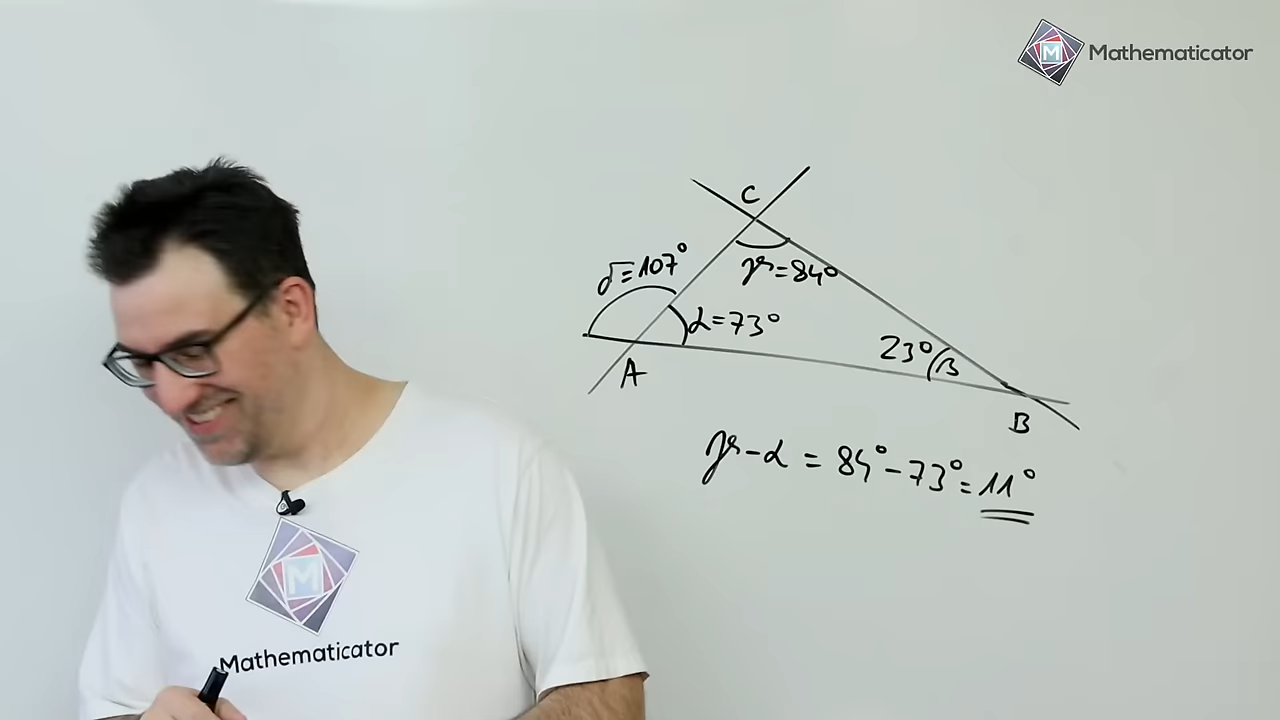 Mathematicator
C
δ=107°
γ=84°
α=73°
23°
β
A
B
γ-α = 84°-73°=11°
M
Mathematicator